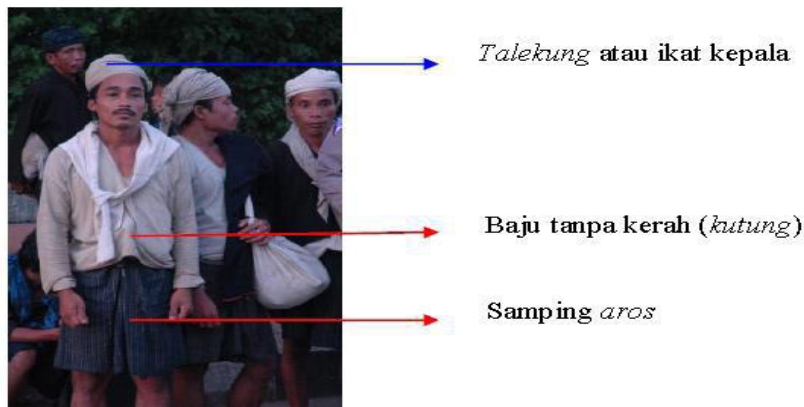 Talekung atau ikat kepala
Baju tanpa kerah (kutung)
Samping aros